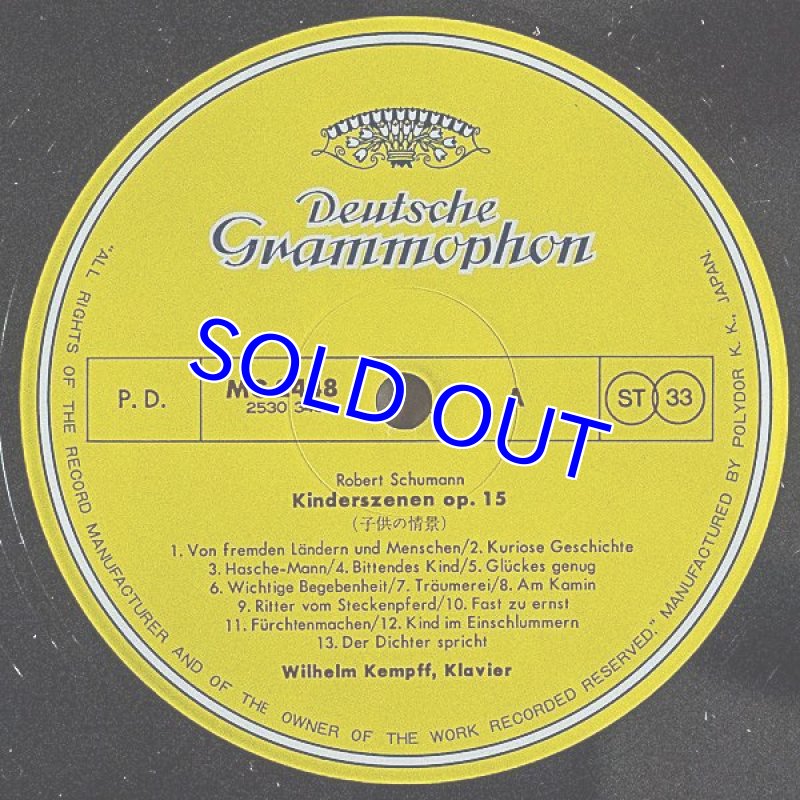 Deutsche
Grammophon
P. D.
2530
A
ST 33
SOLD OUT
Robert Schumann
Kinderszenen op. 15
(子供の情景)
1. Von fremden Ländern und Menschen/2. Kuriose Geschichte
3. Hasche-Mann/4. Bittendes Kind/5. Glückes genug
6. Wichtige Begebenheit/7. Träumerei/8. Am Kamin
9. Ritter vom Steckenpferd/10. Fast zu ernst
11. Fürchtenmachen/12. Kind im Einschlummern
13. Der Dichter spricht
Wilhelm Kempff, Klavier
"ALL RIGHTS OF THE RECORD MANUFACTURER AND OF THE OWNER OF THE WORK RECORDED RESERVED." MANUFACTURED BY POLYDOR K. K., JAPAN.